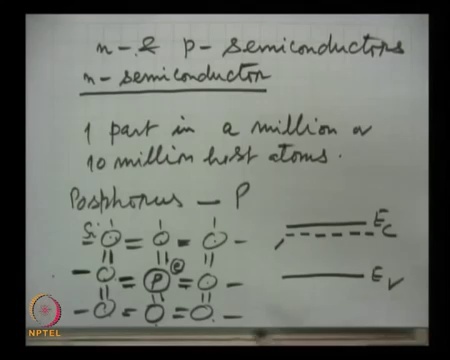 n- & p- semiconductors
n- semiconductor
1 part in a million or
10 million host atoms.
Posphorus - P
Si
P
e
E_C
E_V
NPTEL